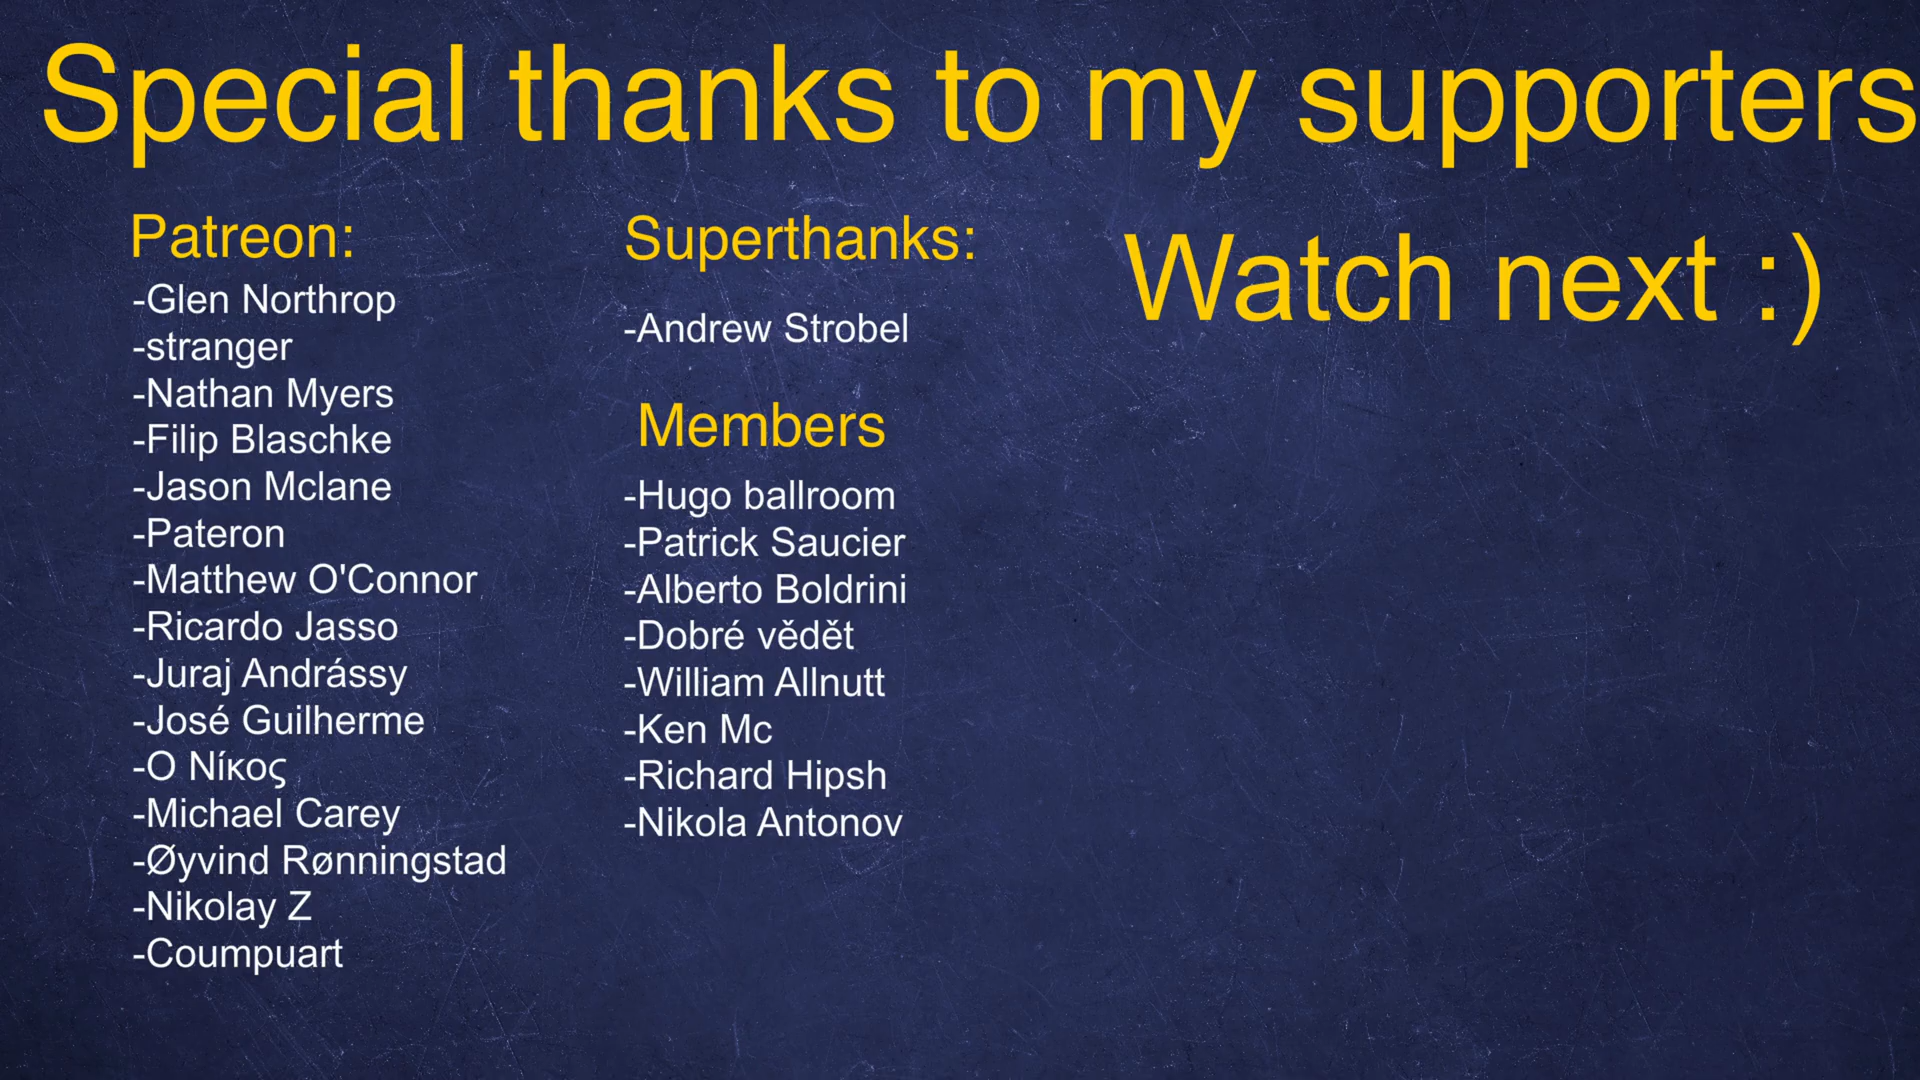 Special thanks to my supporters
Patreon:
-Glen Northrop
-stranger
-Nathan Myers
-Filip Blaschke
-Jason Mclane
-Pateron
-Matthew O'Connor
-Ricardo Jasso
-Juraj Andrássy
-José Guilherme
-Ο Νίκος
-Michael Carey
-Øyvind Rønningstad
-Nikolay Z
-Coumpuart
Superthanks:
-Andrew Strobel
Members
-Hugo ballroom
-Patrick Saucier
-Alberto Boldrini
-Dobré vědět
-William Allnutt
-Ken Mc
-Richard Hipsh
-Nikola Antonov
Watch next :)